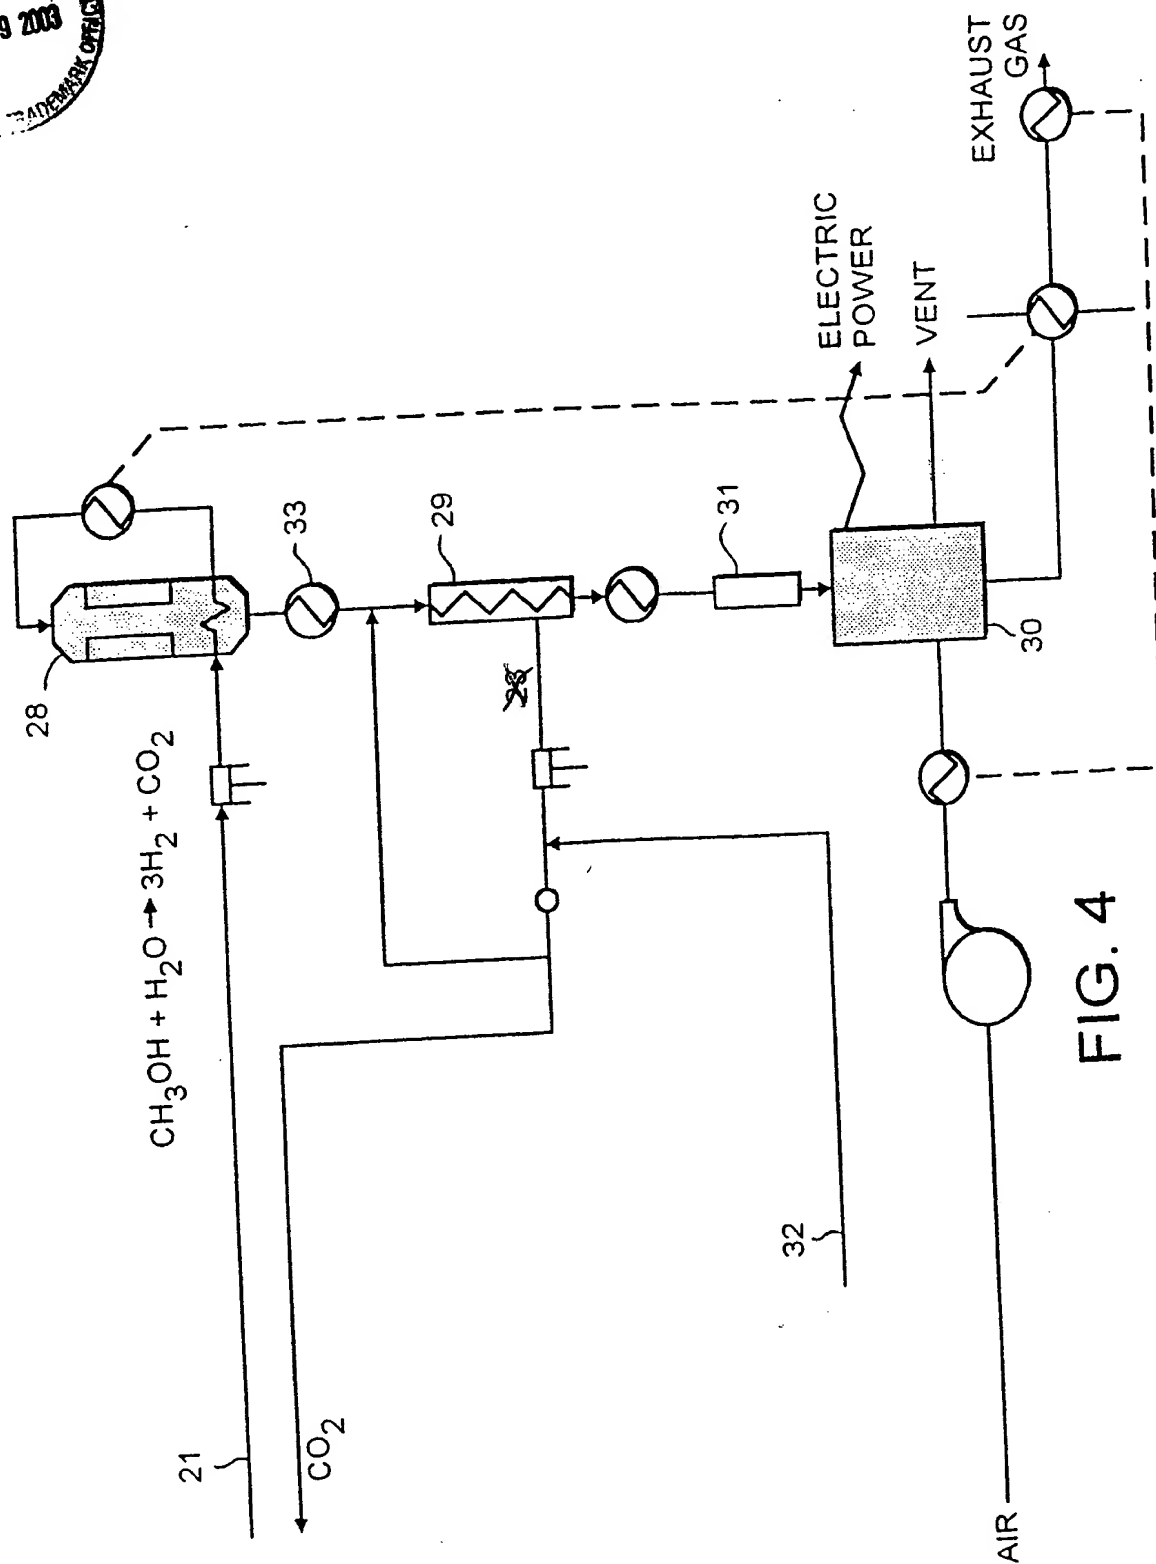 9 2003
TRADEMARK OFFICE
28
CH₃OH + H₂O → 3H₂ + CO₂
21
CO₂
33
29
31
30
32
ELECTRIC
POWER
VENT
EXHAUST
GAS
AIR
FIG. 4